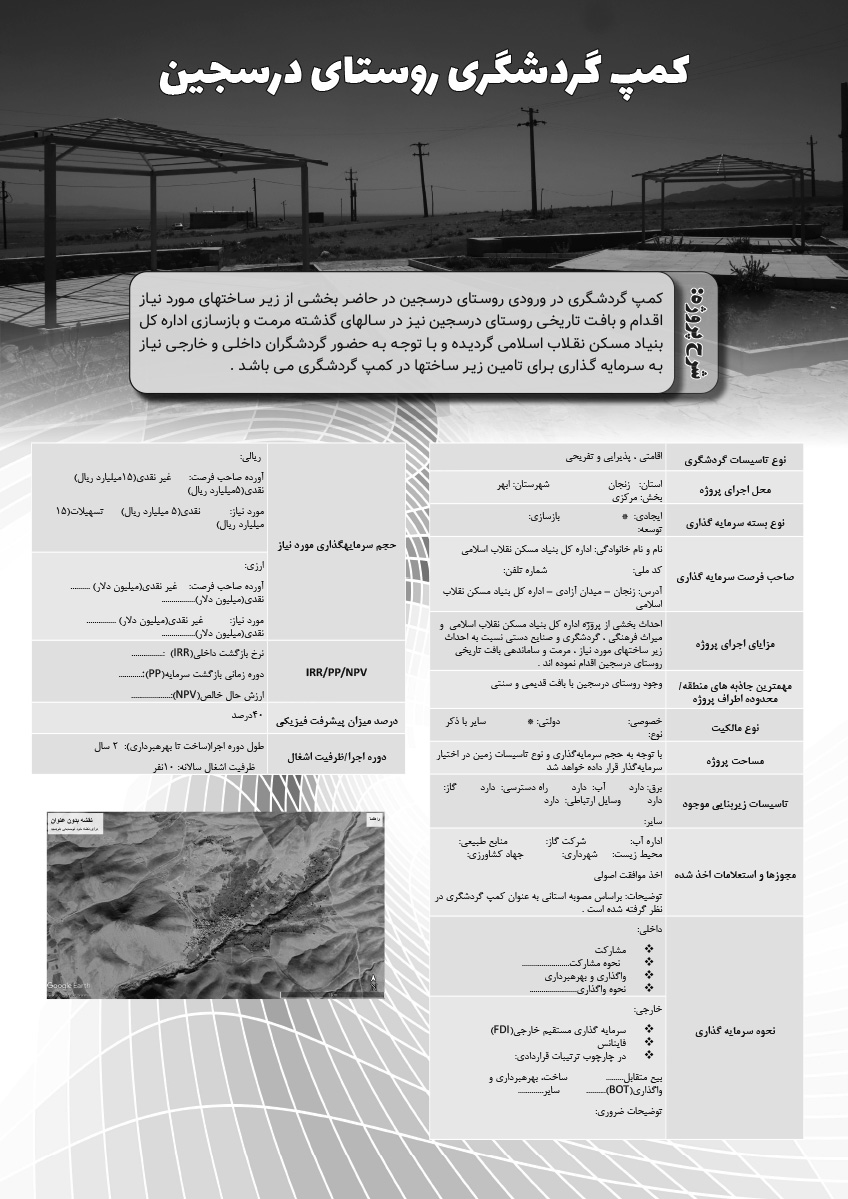 کمپ گردشگری روستای درسجین
شرح پروژه:
کمپ گردشگری در ورودی روستای درسجین در حاضر بخشی از زیر ساختهای مورد نیاز
اقدام و بافت تاریخی روستای درسجین نیز در سالهای گذشته مرمت و بازسازی اداره کل
بنیاد مسکن نقلاب اسلامی گردیده و با توجه به حضور گردشگران داخلی و خارجی نیاز
به سرمایه گذاری برای تامین زیر ساختها در کمپ گردشگری می باشد .
نوع تاسیسات گردشگری
اقامتی ، پذیرایی و تفریحی
محل اجرای پروژه
استان: زنجان شهرستان: ابهر
بخش: مرکزی
نوع بسته سرمایه گذاری
ایجادی: * بازسازی:
توسعه:
صاحب فرصت سرمایه گذاری
نام و نام خانوادگی: اداره کل بنیاد مسکن نقلاب اسلامی
کد ملی: شماره تلفن:
آدرس: زنجان – میدان آزادی – اداره کل بنیاد مسکن نقلاب
اسلامی
مزایای اجرای پروژه
احداث بخشی از پروژه اداره کل بنیاد مسکن نقلاب اسلامی و
میراث فرهنگی ، گردشگری و صنایع دستی نسبت به احداث
زیر ساختهای مورد نیاز ، مرمت و ساماندهی بافت تاریخی
روستای درسجین اقدام نموده اند .
مهمترین جاذبه های منطقه/
محدوده اطراف پروژه
وجود روستای درسجین با بافت قدیمی و سنتی
نوع مالکیت
خصوصی: دولتی: * سایر با ذکر
نوع:
مساحت پروژه
با توجه به حجم سرمایه‌گذاری و نوع تاسیسات زمین در اختیار
سرمایه‌گذار قرار داده خواهد شد
تاسیسات زیربنایی موجود
برق: دارد آب: دارد راه دسترسی: دارد گاز:
دارد وسایل ارتباطی: دارد
سایر:
مجوزها و استعلامات اخذ شده
اداره آب: شرکت گاز: منابع طبیعی:
محیط زیست: شهرداری: جهاد کشاورزی:
اخذ موافقت اصولی
توضیحات: براساس مصوبه استانی به عنوان کمپ گردشگری در
نظر گرفته شده است .
نحوه سرمایه گذاری
داخلی:
❖ مشارکت
❖ نحوه مشارکت........................
❖ واگذاری و بهرهبرداری
❖ نحوه واگذاری........................
خارجی:
❖ سرمایه گذاری مستقیم خارجی(FDI)
❖ فاینانس
❖ در چارچوب ترتیبات قراردادی:
بیع متقابل......... ساخت، بهرهبرداری و
واگذاری(BOT).......... سایر.............
توضیحات ضروری:
حجم سرمایهگذاری مورد نیاز
ریالی:
آورده صاحب فرصت: غیر نقدی(۱۵میلیارد ریال)
نقدی(۵میلیارد ریال)
مورد نیاز: نقدی(۵ میلیارد ریال) تسهیلات(۱۵
میلیارد ریال)
ارزی:
آورده صاحب فرصت: غیر نقدی(میلیون دلار) ..........
نقدی(میلیون دلار)................
مورد نیاز: غیر نقدی(میلیون دلار) ...............
نقدی(میلیون دلار)................
IRR/PP/NPV
نرخ بازگشت داخلی(IRR) :................
دوره زمانی بازگشت سرمایه(PP):............
ارزش حال خالص(NPV):....................
درصد میزان پیشرفت فیزیکی
۴۰درصد
دوره اجرا/ظرفیت اشغال
طول دوره اجرا(ساخت تا بهرهبرداری): ۲ سال
ظرفیت اشغال سالانه: ۱۰نفر
نقشه بدون عنوان
راهنما
Google Earth